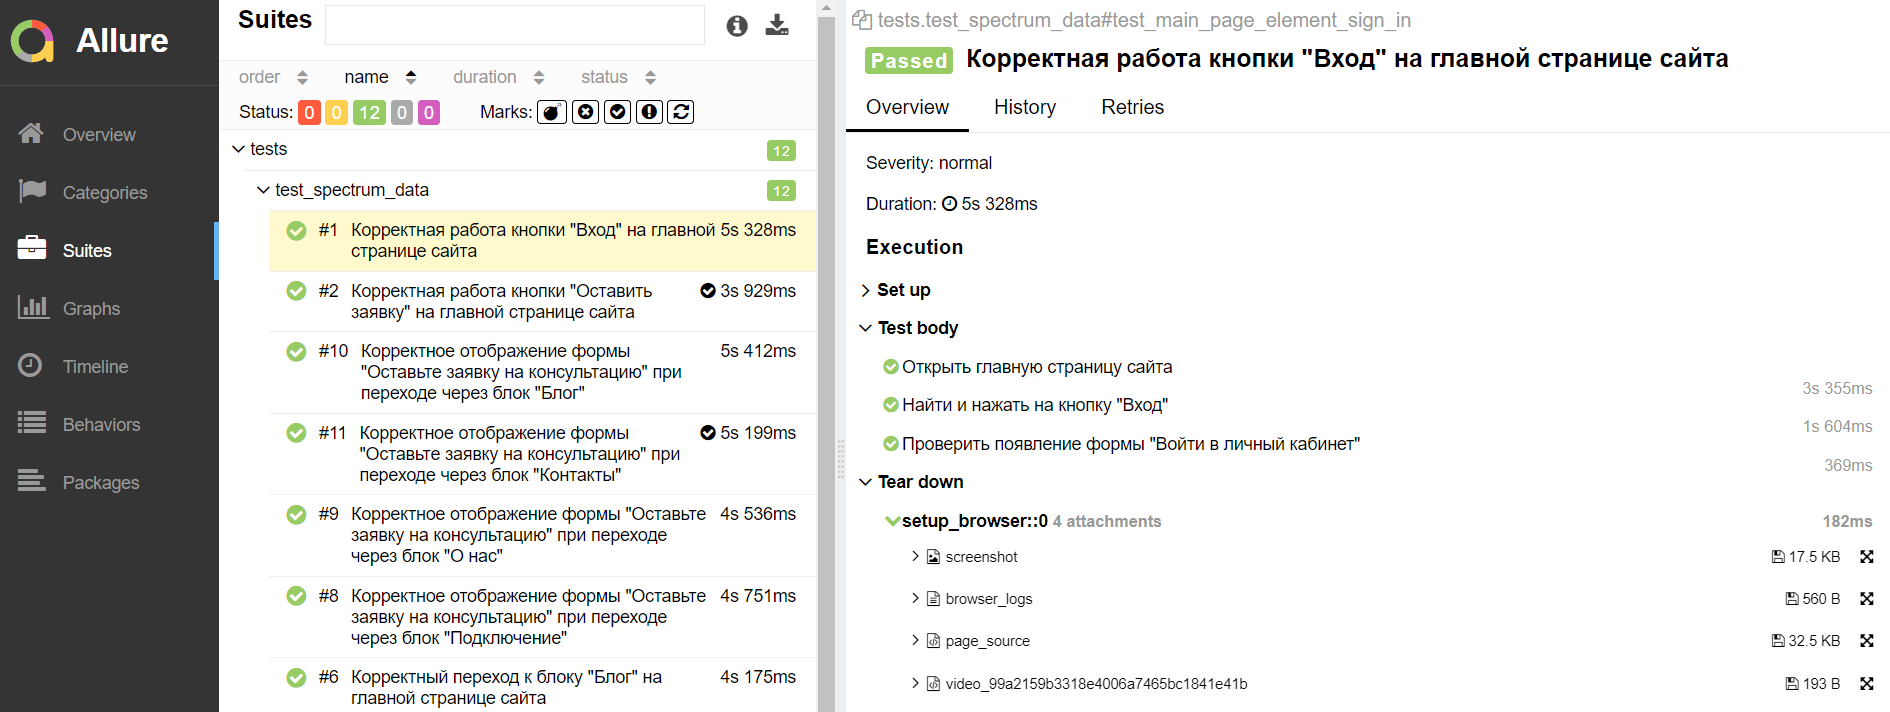 Allure
Overview
Categories
Suites
Graphs
Timeline
Behaviors
Packages
Suites
order name duration status
Status: 0 0 12 0 0 Marks:
tests 12
test_spectrum_data 12
#1 Корректная работа кнопки "Вход" на главной 5s 328ms
странице сайта
#2 Корректная работа кнопки "Оставить 3s 929ms
заявку" на главной странице сайта
#10 Корректное отображение формы 5s 412ms
"Оставьте заявку на консультацию" при
переходе через блок "Блог"
#11 Корректное отображение формы 5s 199ms
"Оставьте заявку на консультацию" при
переходе через блок "Контакты"
#9 Корректное отображение формы "Оставьте 4s 536ms
заявку на консультацию" при переходе
через блок "О нас"
#8 Корректное отображение формы "Оставьте 4s 751ms
заявку на консультацию" при переходе
через блок "Подключение"
#6 Корректный переход к блоку "Блог" на 4s 175ms
главной странице сайта
tests.test_spectrum_data#test_main_page_element_sign_in
Passed Корректная работа кнопки "Вход" на главной странице сайта
Overview History Retries
Severity: normal
Duration: 5s 328ms
Execution
Set up
Test body
Открыть главную страницу сайта
3s 355ms
Найти и нажать на кнопку "Вход"
1s 604ms
Проверить появление формы "Войти в личный кабинет"
369ms
Tear down
setup_browser::0 4 attachments 182ms
screenshot 17.5 KB
browser_logs 560 B
page_source 32.5 KB
video_99a2159b3318e4006a7465bc1841e41b 193 B